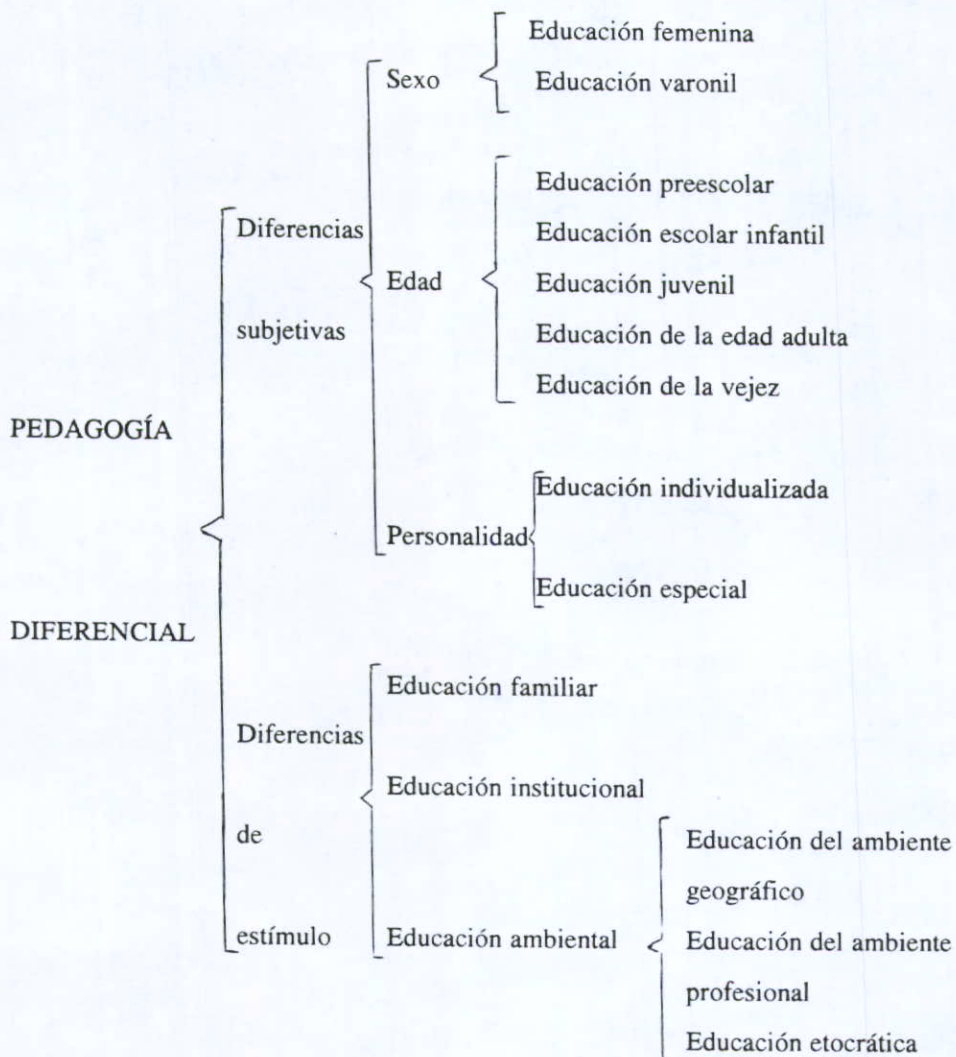 Educación femenina
Sexo
Educación varonil
Educación preescolar
Diferencias
Educación escolar infantil
Edad
Educación juvenil
subjetivas
Educación de la edad adulta
Educación de la vejez
PEDAGOGÍA
Educación individualizada
Personalidad
Educación especial
DIFERENCIAL
Educación familiar
Diferencias
Educación institucional
de
Educación del ambiente
geográfico
estímulo
Educación ambiental
Educación del ambiente
profesional
Educación etocrática